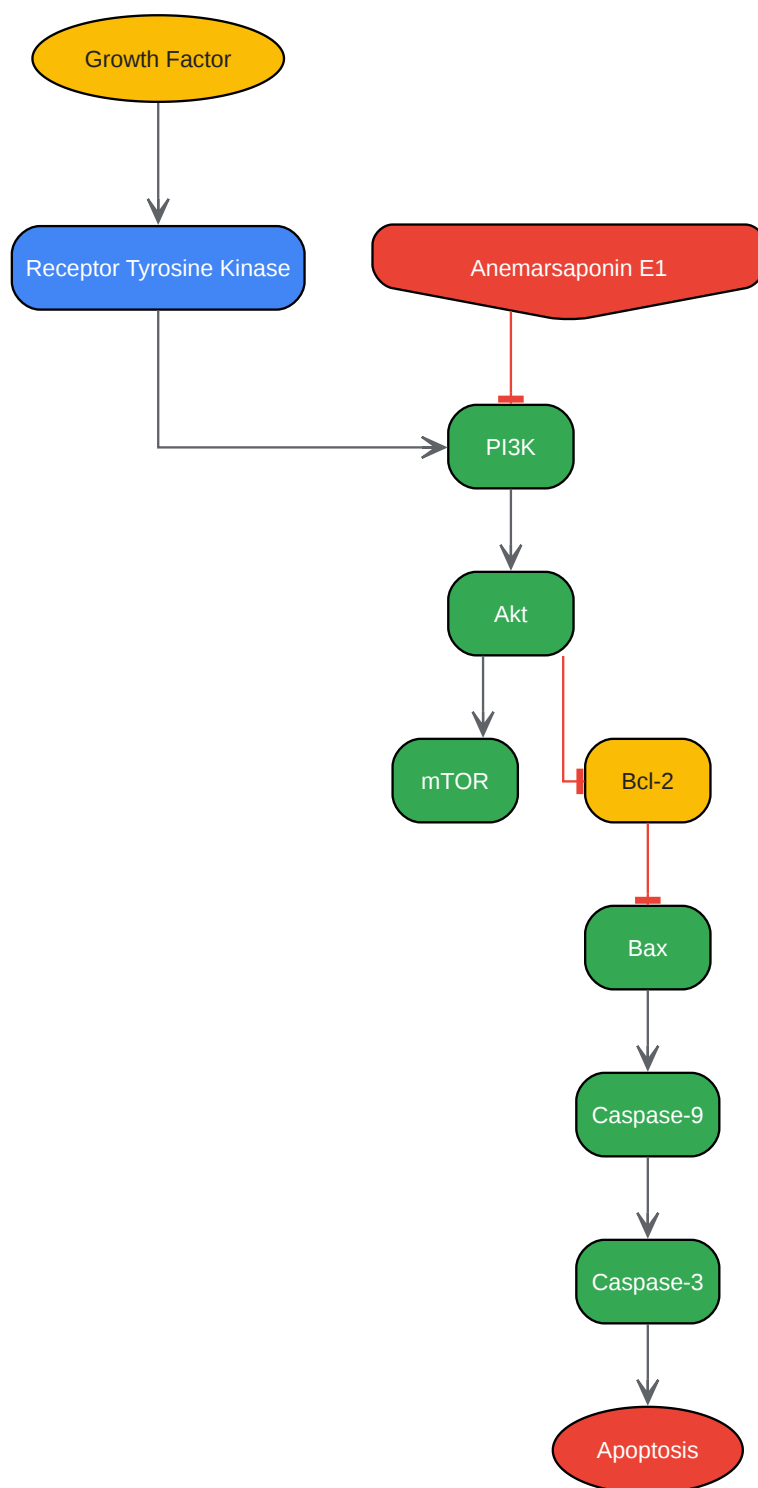 Growth Factor
Receptor Tyrosine Kinase
Anemarsaponin E1
PI3K
Akt
mTOR
Bcl-2
Bax
Caspase-9
Caspase-3
Apoptosis